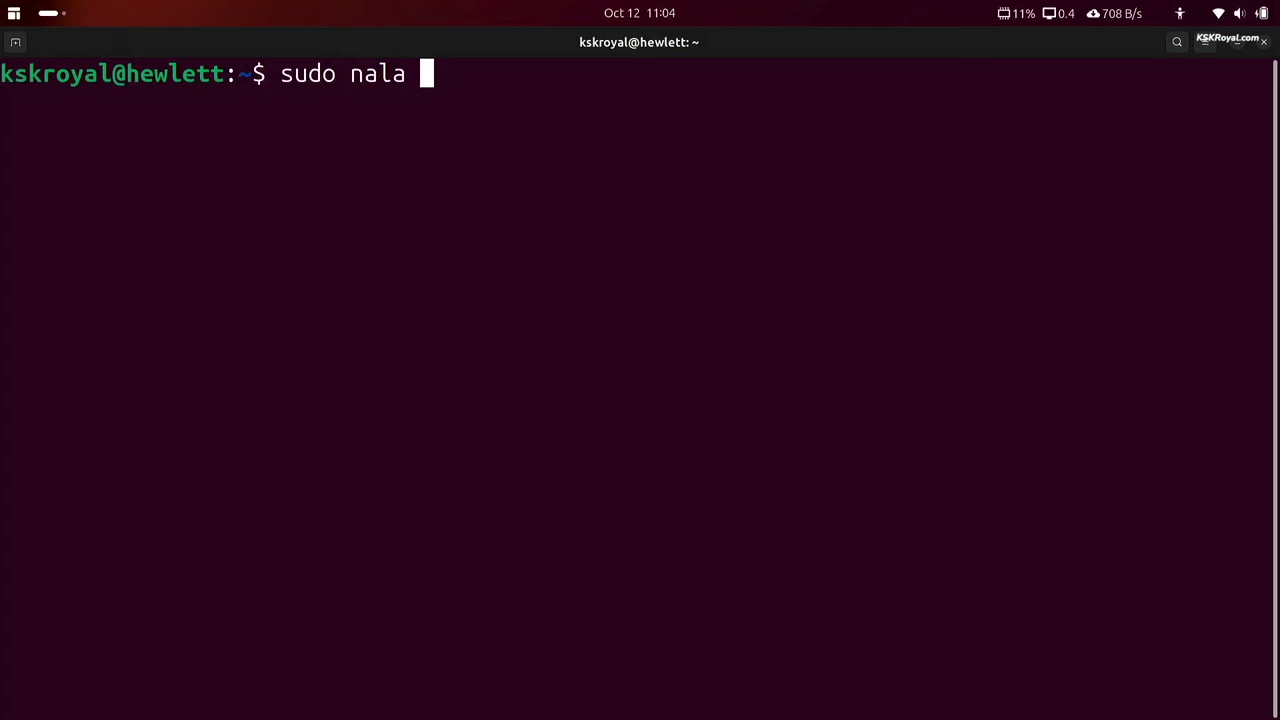 Oct 12 11:04
11% 0.4 708 B/s
kskroyal@hewlett: ~
KSKRoyal.com
kskroyal@hewlett:~$ sudo nala